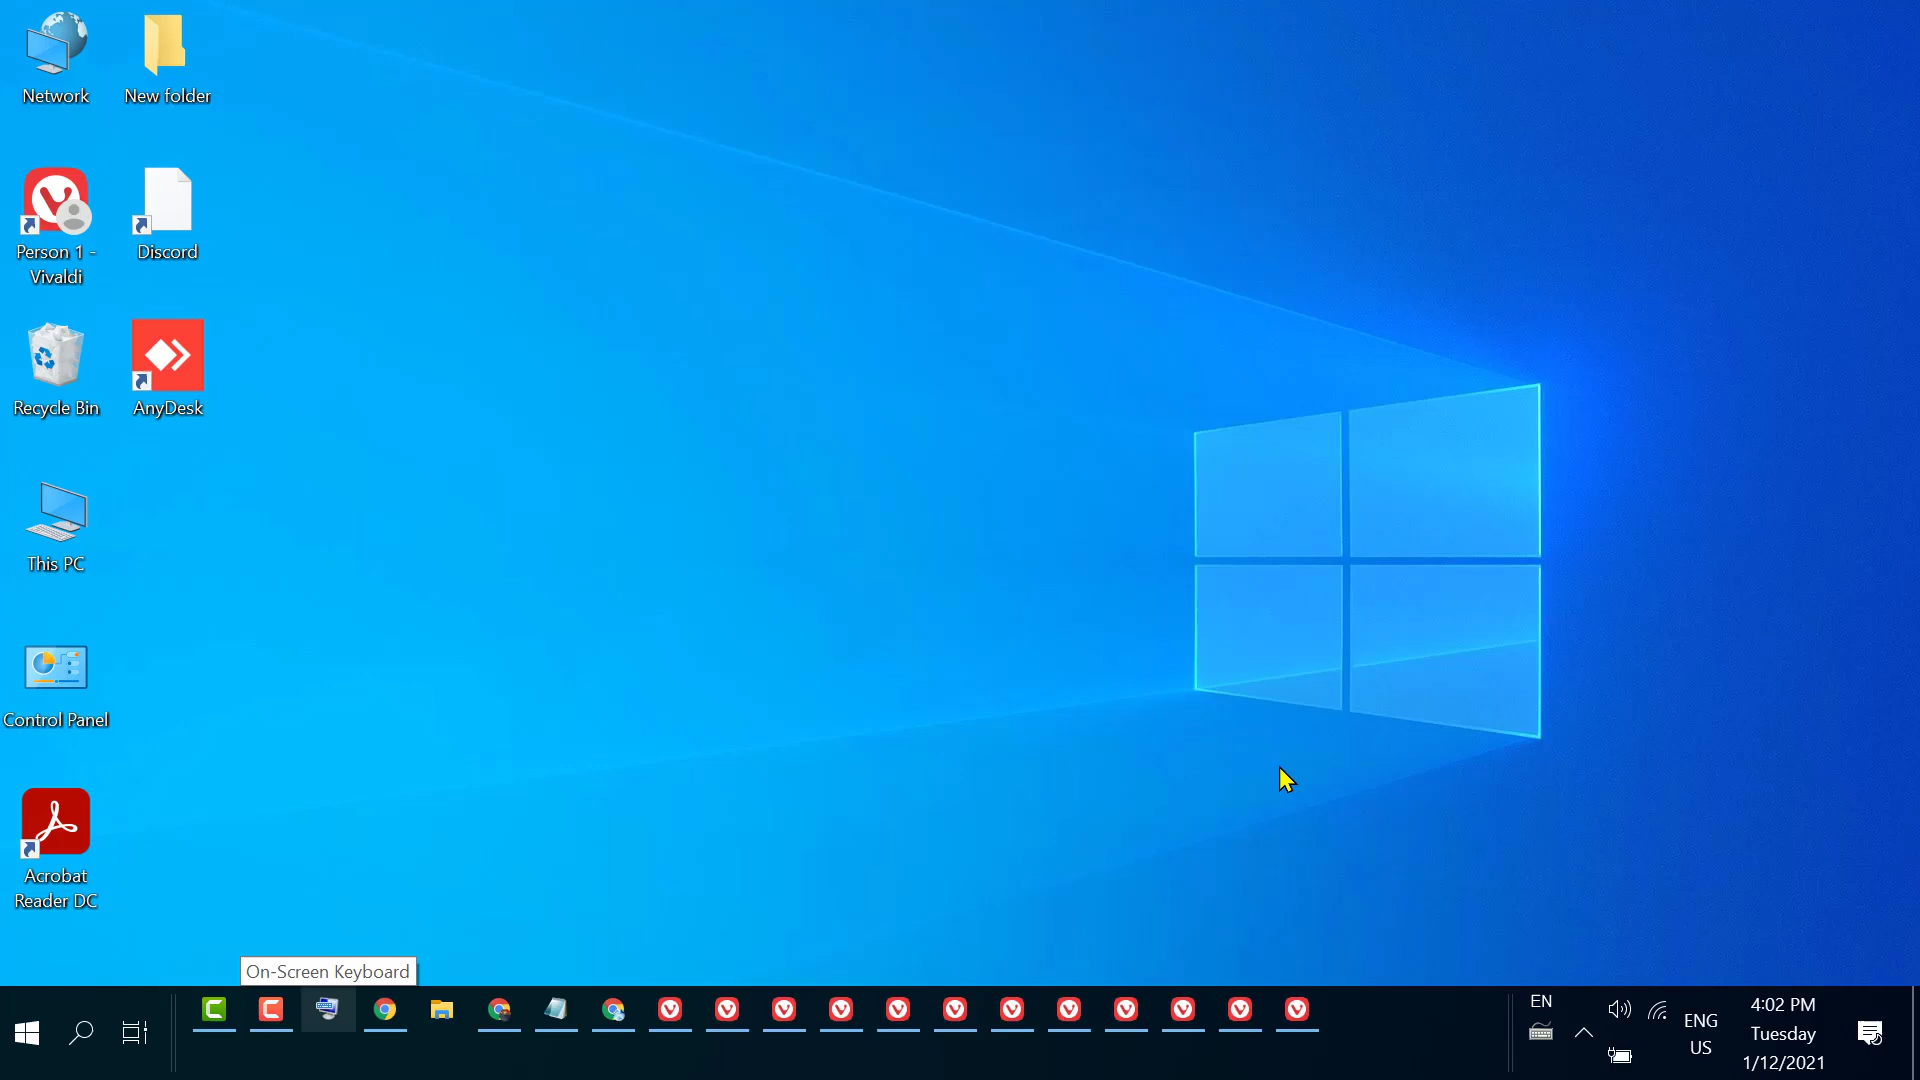 Network
New folder
Person 1 -
Vivaldi
Discord
Recycle Bin
AnyDesk
This PC
Control Panel
Acrobat
Reader DC
On-Screen Keyboard
EN
ENG
US
4:02 PM
Tuesday
1/12/2021